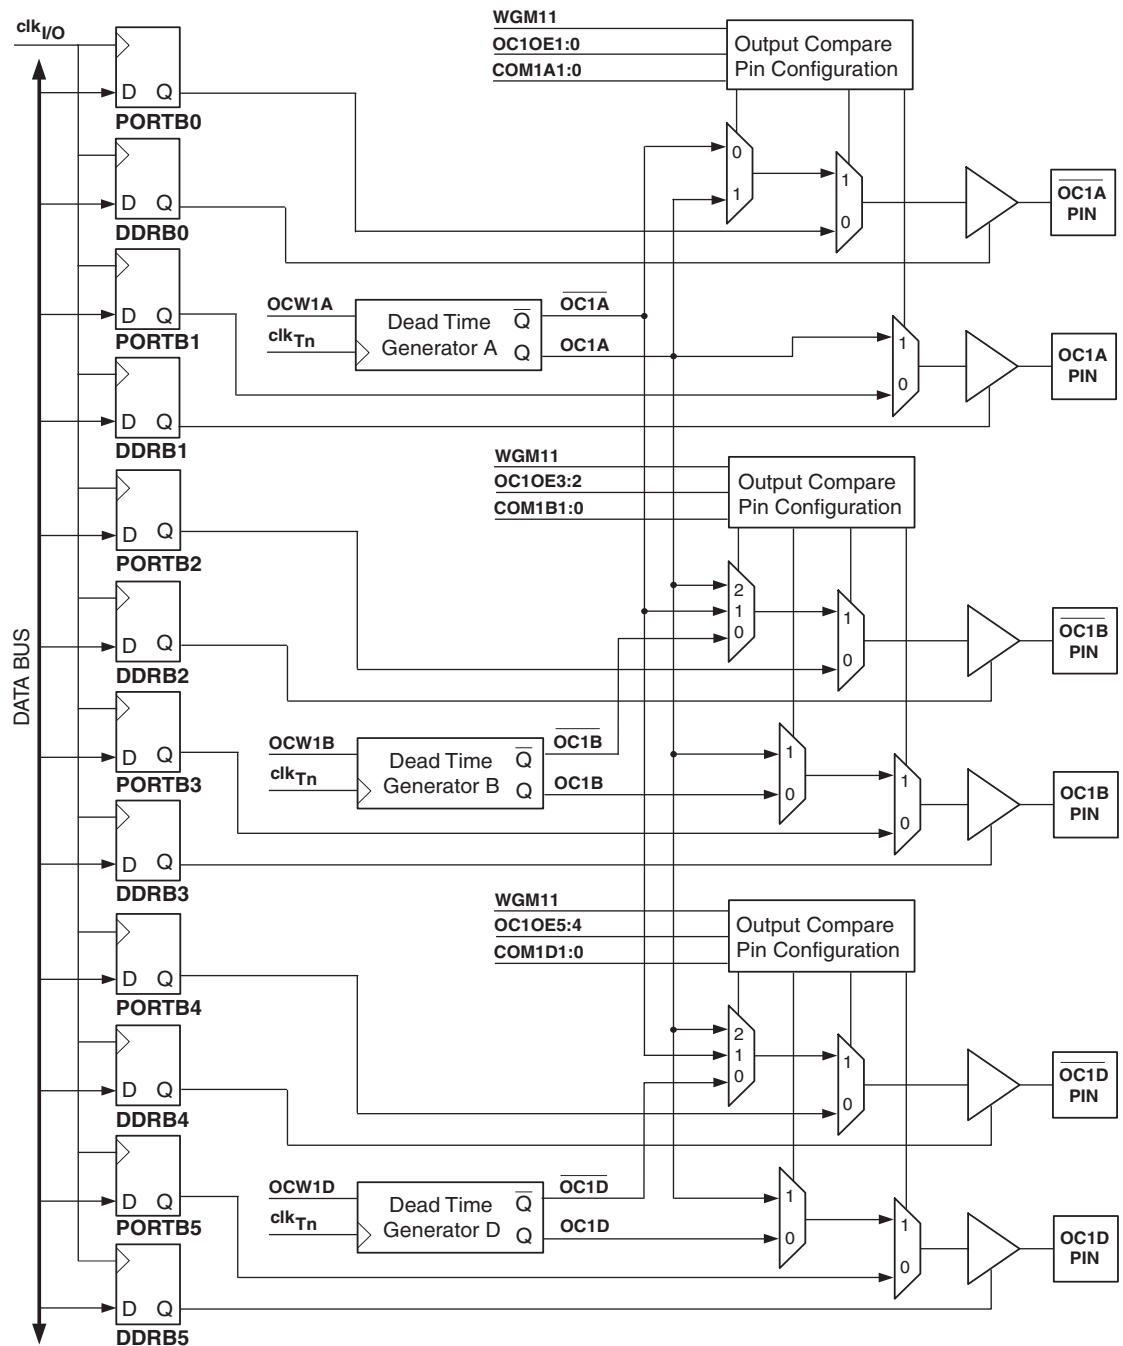 clkI/O
D Q
PORTB0
D Q
DDRB0
D Q
PORTB1
D Q
DDRB1
D Q
PORTB2
D Q
DDRB2
D Q
PORTB3
D Q
DDRB3
D Q
PORTB4
D Q
DDRB4
D Q
PORTB5
D Q
DDRB5
DATA BUS
WGM11
OC1OE1:0
COM1A1:0
Output Compare
Pin Configuration
0
1
1
0
OC1A
PIN
OCW1A
clkTn
Dead Time
Generator A
Q
Q
OC1A
OC1A
1
0
OC1A
PIN
WGM11
OC1OE3:2
COM1B1:0
Output Compare
Pin Configuration
2
1
0
1
0
OC1B
PIN
OCW1B
clkTn
Dead Time
Generator B
Q
Q
OC1B
OC1B
1
0
1
0
OC1B
PIN
WGM11
OC1OE5:4
COM1D1:0
Output Compare
Pin Configuration
2
1
0
1
0
OC1D
PIN
OCW1D
clkTn
Dead Time
Generator D
Q
Q
OC1D
OC1D
1
0
1
0
OC1D
PIN